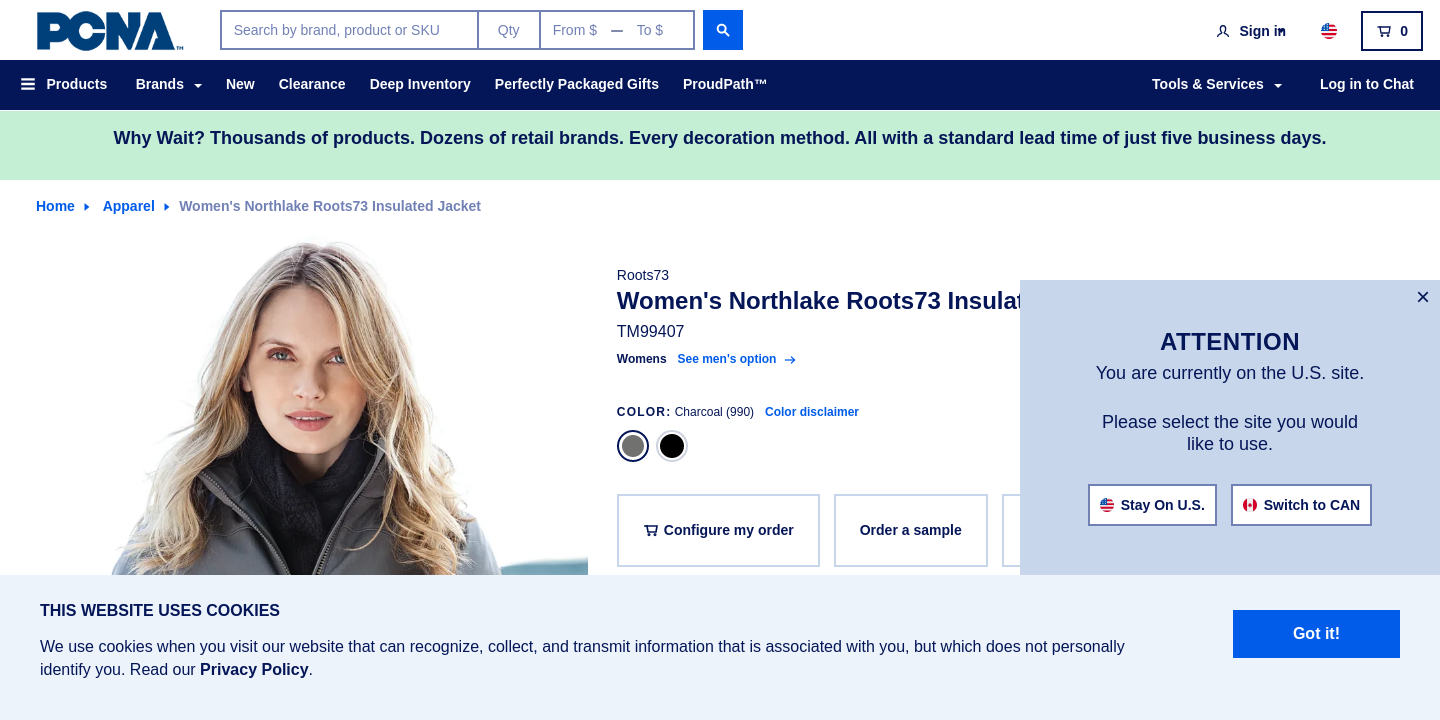 PCNA™
Search by brand, product or SKU
Qty
From $ — To $
Sign in
0
Products
Brands
New
Clearance
Deep Inventory
Perfectly Packaged Gifts
ProudPath™
Tools & Services
Log in to Chat
Why Wait? Thousands of products. Dozens of retail brands. Every decoration method. All with a standard lead time of just five business days.
Home
Apparel
Women's Northlake Roots73 Insulated Jacket
Roots73
Women's Northlake Roots73 Insulat
TM99407
Womens See men's option →
COLOR: Charcoal (990) Color disclaimer
Configure my order
Order a sample
×
ATTENTION
You are currently on the U.S. site.
Please select the site you would
like to use.
Stay On U.S.
Switch to CAN
THIS WEBSITE USES COOKIES
We use cookies when you visit our website that can recognize, collect, and transmit information that is associated with you, but which does not personally
identify you. Read our Privacy Policy.
Got it!